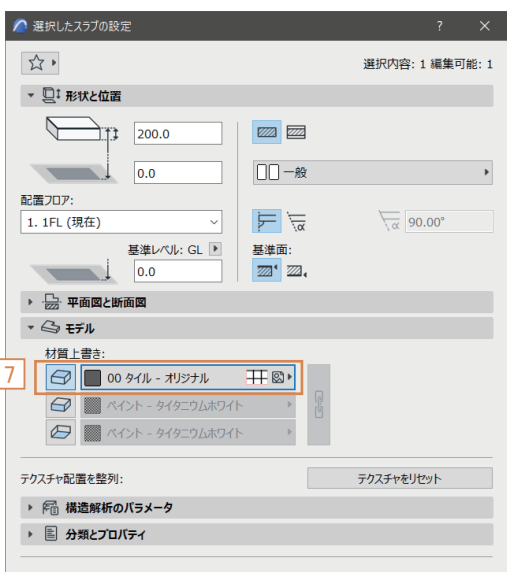 選択したスラブの設定 ? ×
選択内容: 1 編集可能: 1
形状と位置
200.0
0.0
一般
配置フロア:
1. 1FL (現在)
α α 90.00°
基準レベル: GL 基準面:
0.0
平面図と断面図
モデル
材質上書き:
7 00 タイル - オリジナル
ペイント - タイタニウムホワイト
ペイント - タイタニウムホワイト
テクスチャ配置を整列: テクスチャをリセット
構造解析のパラメータ
分類とプロパティ